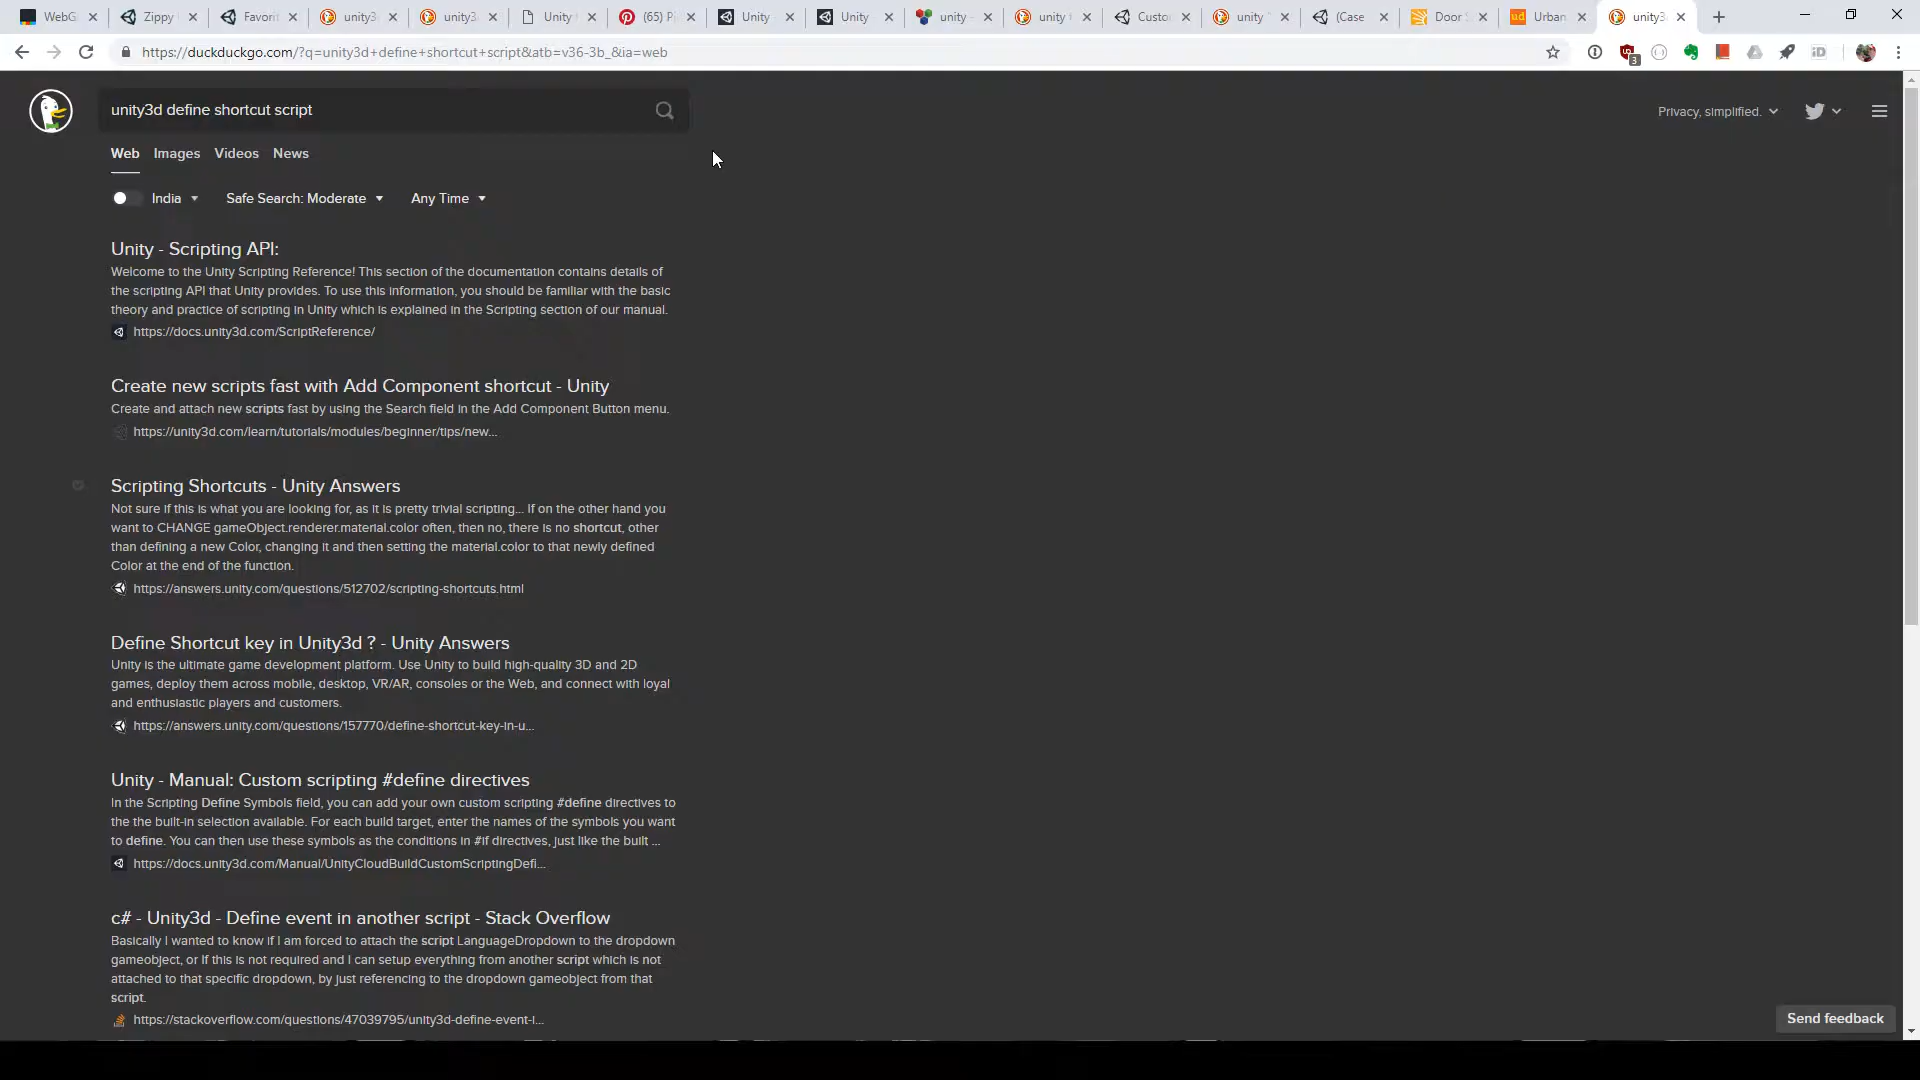 WebG
Zippy
Favorit
unity3
unity3
Unity
(65) Pi
Unity
Unity
unity
unity
Custo
unity
(Case
Door
Urban
unity3
https://duckduckgo.com/?q=unity3d+define+shortcut+script&atb=v36-3b_&ia=web
3
unity3d define shortcut script
Privacy, simplified.
Web Images Videos News
India Safe Search: Moderate Any Time
Unity - Scripting API:
Welcome to the Unity Scripting Reference! This section of the documentation contains details of
the scripting API that Unity provides. To use this information, you should be familiar with the basic
theory and practice of scripting in Unity which is explained in the Scripting section of our manual.
https://docs.unity3d.com/ScriptReference/
Create new scripts fast with Add Component shortcut - Unity
Create and attach new scripts fast by using the Search field in the Add Component Button menu.
https://unity3d.com/learn/tutorials/modules/beginner/tips/new...
Scripting Shortcuts - Unity Answers
Not sure if this is what you are looking for, as it is pretty trivial scripting... If on the other hand you
want to CHANGE gameObject.renderer.material.color often, then no, there is no shortcut, other
than defining a new Color, changing it and then setting the material.color to that newly defined
Color at the end of the function.
https://answers.unity.com/questions/512702/scripting-shortcuts.html
Define Shortcut key in Unity3d ? - Unity Answers
Unity is the ultimate game development platform. Use Unity to build high-quality 3D and 2D
games, deploy them across mobile, desktop, VR/AR, consoles or the Web, and connect with loyal
and enthusiastic players and customers.
https://answers.unity.com/questions/157770/define-shortcut-key-in-u...
Unity - Manual: Custom scripting #define directives
In the Scripting Define Symbols field, you can add your own custom scripting #define directives to
the the built-in selection available. For each build target, enter the names of the symbols you want
to define. You can then use these symbols as the conditions in #if directives, just like the built ...
https://docs.unity3d.com/Manual/UnityCloudBuildCustomScriptingDefi...
c# - Unity3d - Define event in another script - Stack Overflow
Basically I wanted to know if I am forced to attach the script LanguageDropdown to the dropdown
gameobject, or if this is not required and I can setup everything from another script which is not
attached to that specific dropdown, by just referencing to the dropdown gameobject from that
script.
https://stackoverflow.com/questions/47039795/unity3d-define-event-i...
Send feedback